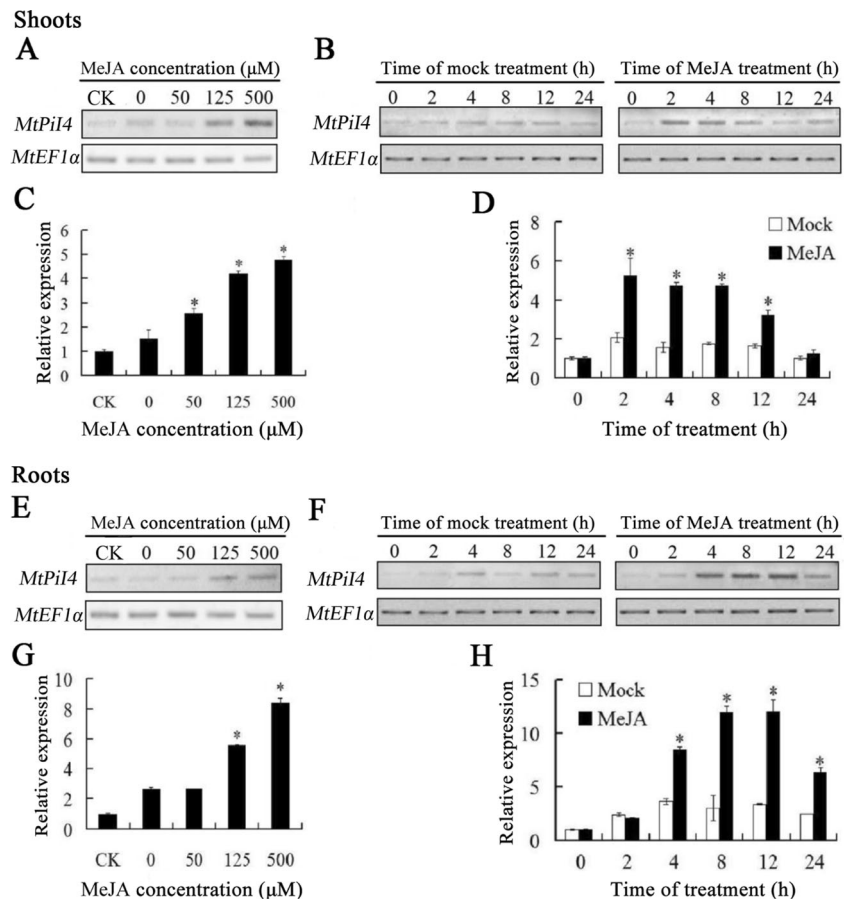 Shoots
A
MeJA concentration (µM)
CK 0 50 125 500
MtPiI4
MtEF1α
B
Time of mock treatment (h)
Time of MeJA treatment (h)
0 2 4 8 12 24
0 2 4 8 12 24
MtPiI4
MtEF1α
C
Relative expression
6
5
4
3
2
1
0
* * *
CK 0 50 125 500
MeJA concentration (µM)
D
Relative expression
8
6
4
2
0
Mock
MeJA
* * * *
0 2 4 8 12 24
Time of treatment (h)
Roots
E
MeJA concentration (µM)
CK 0 50 125 500
MtPiI4
MtEF1α
F
Time of mock treatment (h)
Time of MeJA treatment (h)
0 2 4 8 12 24
0 2 4 8 12 24
MtPiI4
MtEF1α
G
Relative expression
10
8
6
4
2
0
* *
CK 0 50 125 500
MeJA concentration (µM)
H
Relative expression
15
10
5
0
Mock
MeJA
* * * *
0 2 4 8 12 24
Time of treatment (h)